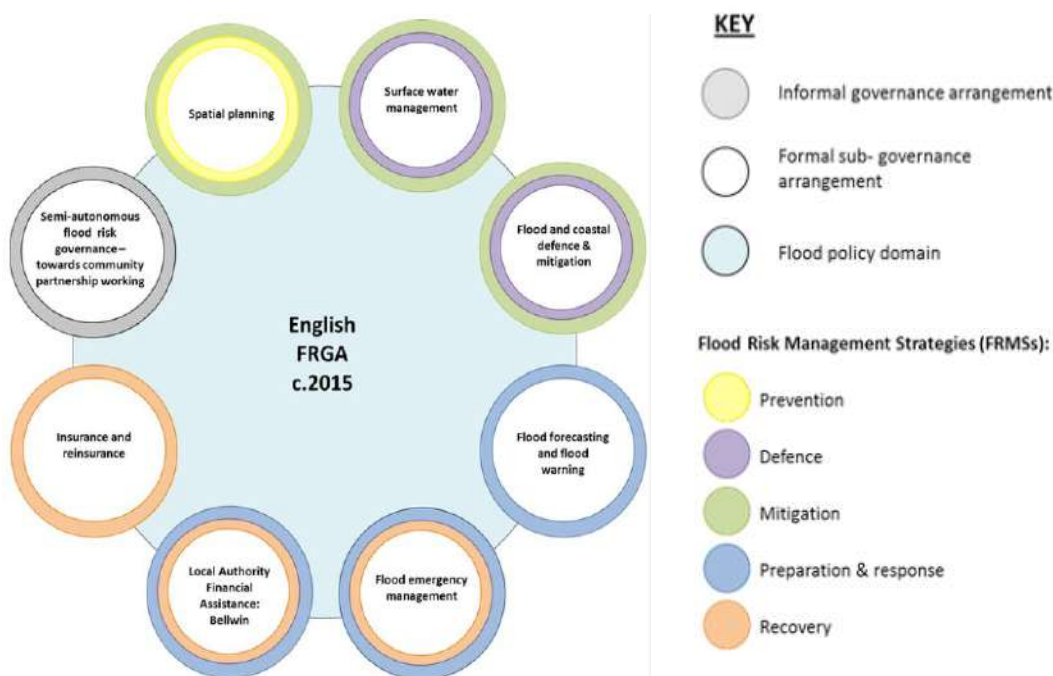 Spatial planning
Surface water
management
Semi-autonomous
flood risk
governance–
towards community
partnership working
Flood and coastal
defence &
mitigation
English
FRGA
c.2015
Insurance and
reinsurance
Flood forecasting
and flood
warning
Local Authority
Financial
Assistance:
Bellwin
Flood emergency
management
KEY
Informal governance arrangement
Formal sub- governance
arrangement
Flood policy domain
Flood Risk Management Strategies (FRMSs):
Prevention
Defence
Mitigation
Preparation & response
Recovery